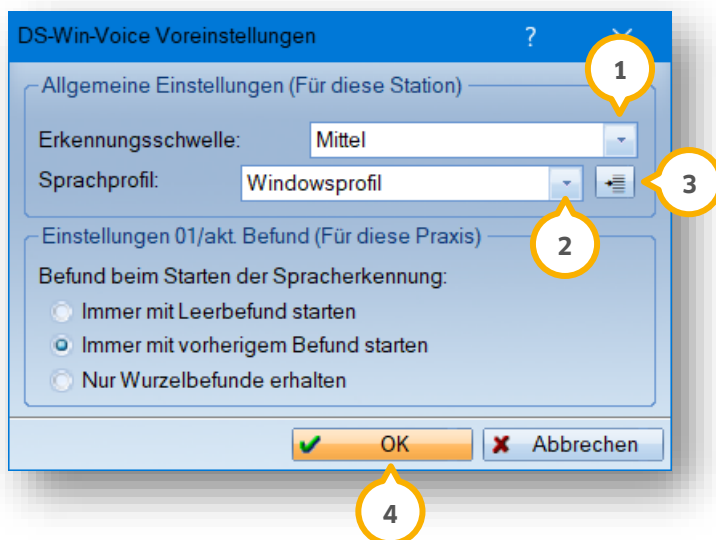 DS-Win-Voice Voreinstellungen ?
1
Allgemeine Einstellungen (Für diese Station)
Erkennungsschwelle: Mittel
Sprachprofil: Windowsprofil
3
2
Einstellungen 01/akt. Befund (Für diese Praxis)
Befund beim Starten der Spracherkennung:
Immer mit Leerbefund starten
Immer mit vorherigem Befund starten
Nur Wurzelbefunde erhalten
OK Abbrechen
4